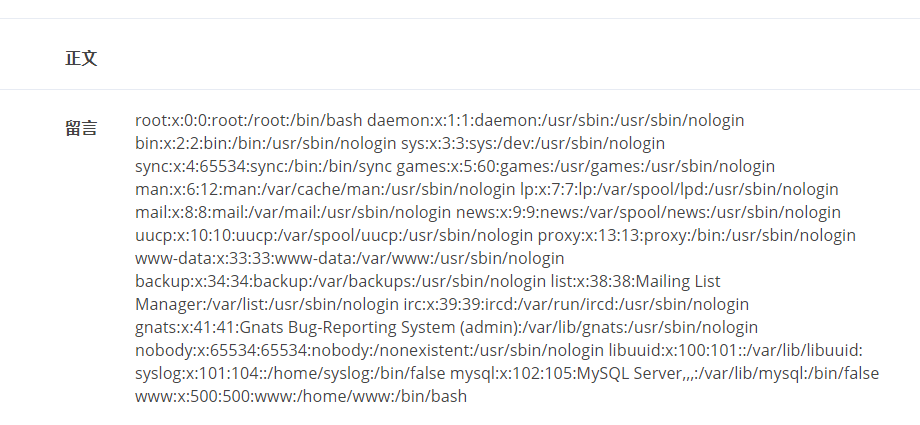 正文
留言
root:x:0:0:root:/root:/bin/bash daemon:x:1:1:daemon:/usr/sbin:/usr/sbin/nologin
bin:x:2:2:bin:/bin:/usr/sbin/nologin sys:x:3:3:sys:/dev:/usr/sbin/nologin
sync:x:4:65534:sync:/bin:/bin/sync games:x:5:60:games:/usr/games:/usr/sbin/nologin
man:x:6:12:man:/var/cache/man:/usr/sbin/nologin lp:x:7:7:lp:/var/spool/lpd:/usr/sbin/nologin
mail:x:8:8:mail:/var/mail:/usr/sbin/nologin news:x:9:9:news:/var/spool/news:/usr/sbin/nologin
uucp:x:10:10:uucp:/var/spool/uucp:/usr/sbin/nologin proxy:x:13:13:proxy:/bin:/usr/sbin/nologin
www-data:x:33:33:www-data:/var/www:/usr/sbin/nologin
backup:x:34:34:backup:/var/backups:/usr/sbin/nologin list:x:38:38:Mailing List
Manager:/var/list:/usr/sbin/nologin irc:x:39:39:ircd:/var/run/ircd:/usr/sbin/nologin
gnats:x:41:41:Gnats Bug-Reporting System (admin):/var/lib/gnats:/usr/sbin/nologin
nobody:x:65534:65534:nobody:/nonexistent:/usr/sbin/nologin libuuid:x:100:101::/var/lib/libuuid:
syslog:x:101:104::/home/syslog:/bin/false mysql:x:102:105:MySQL Server,,,:/var/lib/mysql:/bin/false
www:x:500:500:www:/home/www:/bin/bash